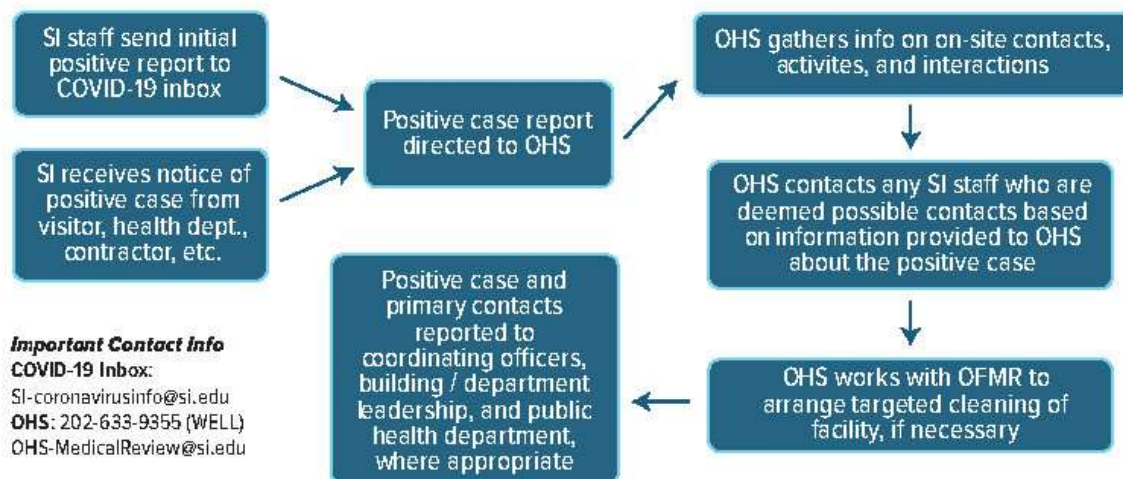 SI staff send initial
positive report to
COVID-19 inbox
SI receives notice of
positive case from
visitor, health dept.,
contractor, etc.
Positive case report
directed to OHS
OHS gathers info on on-site contacts,
activites, and interactions
OHS contacts any SI staff who are
deemed possible contacts based
on information provided to OHS
about the positive case
OHS works with OFMR to
arrange targeted cleaning of
facility, if necessary
Positive case and
primary contacts
reported to
coordinating officers,
building / department
leadership, and public
health department,
where appropriate
Important Contact Info
COVID-19 Inbox:
SI-coronavirusinfo@si.edu
OHS: 202-633-9355 (WELL)
OHS-MedicalReview@si.edu